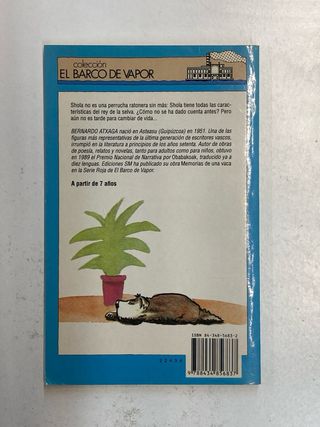 colección
EL BARCO DE VAPOR
Shola no es una perrucha ratonera sin más: Shola tiene todas las carac-
terísticas del rey de la selva. ¿Cómo no se ha dado cuenta antes? Pero
aún no es tarde para cambiar de vida...
BERNARDO ATXAGA nació en Asteasu (Guipúzcoa) en 1951. Una de las
figuras más representativas de la última generación de escritores vascos,
irrumpió en la literatura a principios de los años setenta. Autor de obras
de poesía, relatos y novelas, tanto para adultos como para niños, obtuvo
en 1989 el Premio Nacional de Narrativa por Obabakoak, traducido ya a
diez lenguas. Ediciones SM ha publicado su obra Memorias de una vaca
en la Serie Roja de El Barco de Vapor.
A partir de 7 años
ISBN 84-348-5683-2
9 788434 856837